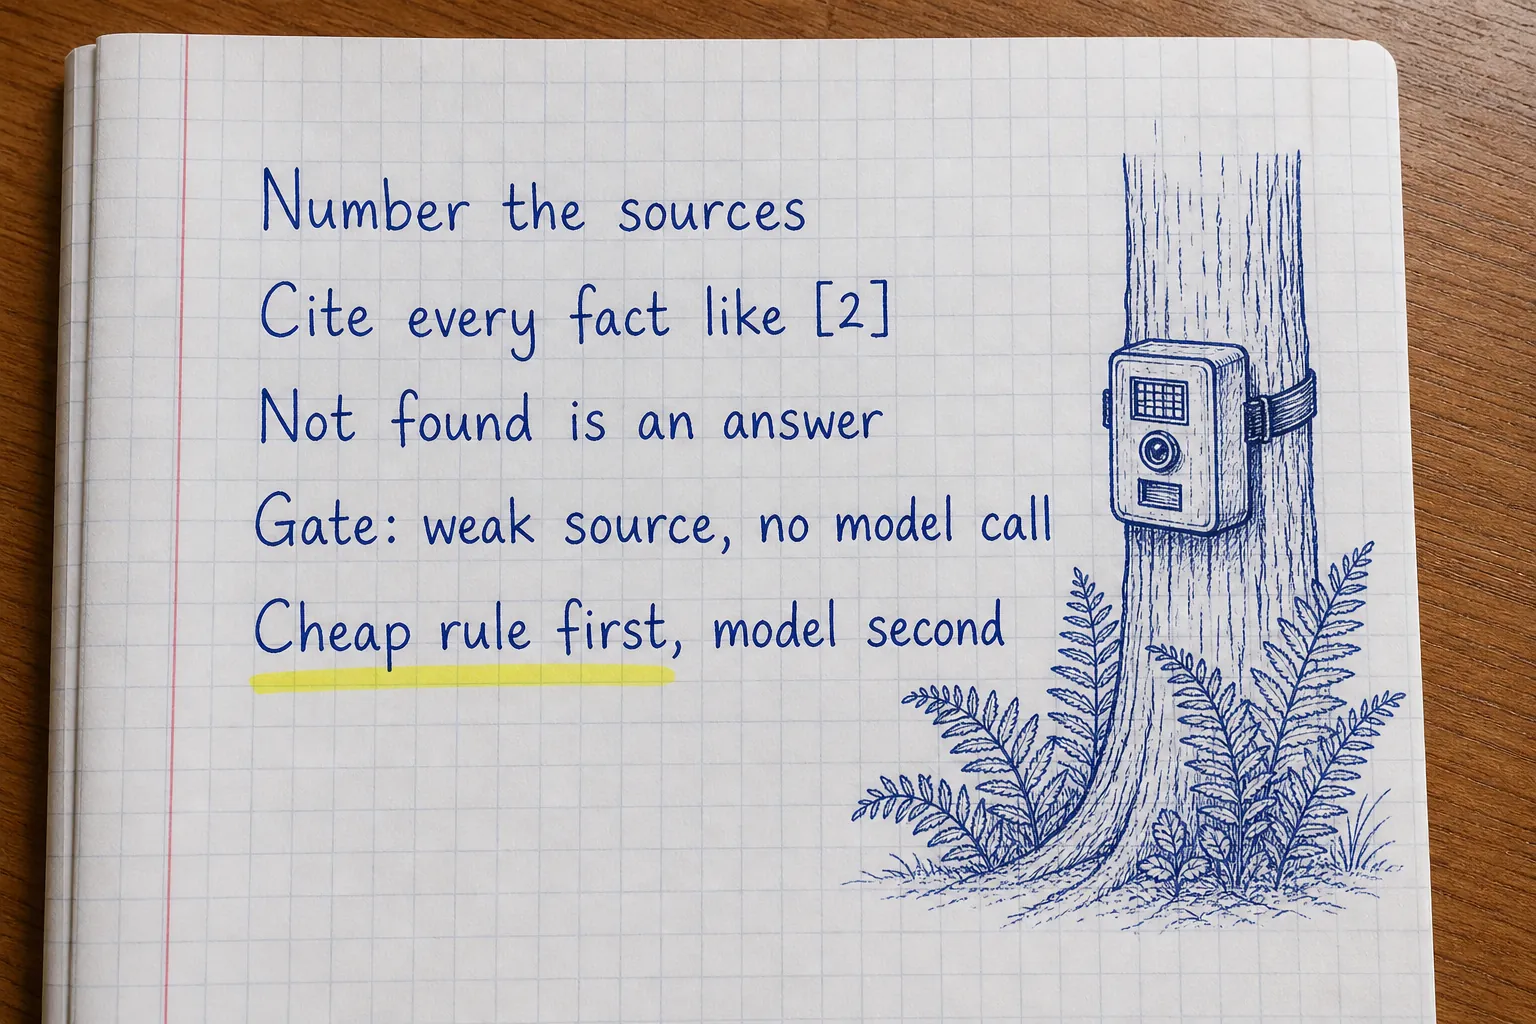 Number the sources
Cite every fact like [2]
Not found is an answer
Gate: weak source, no model call
Cheap rule first, model second